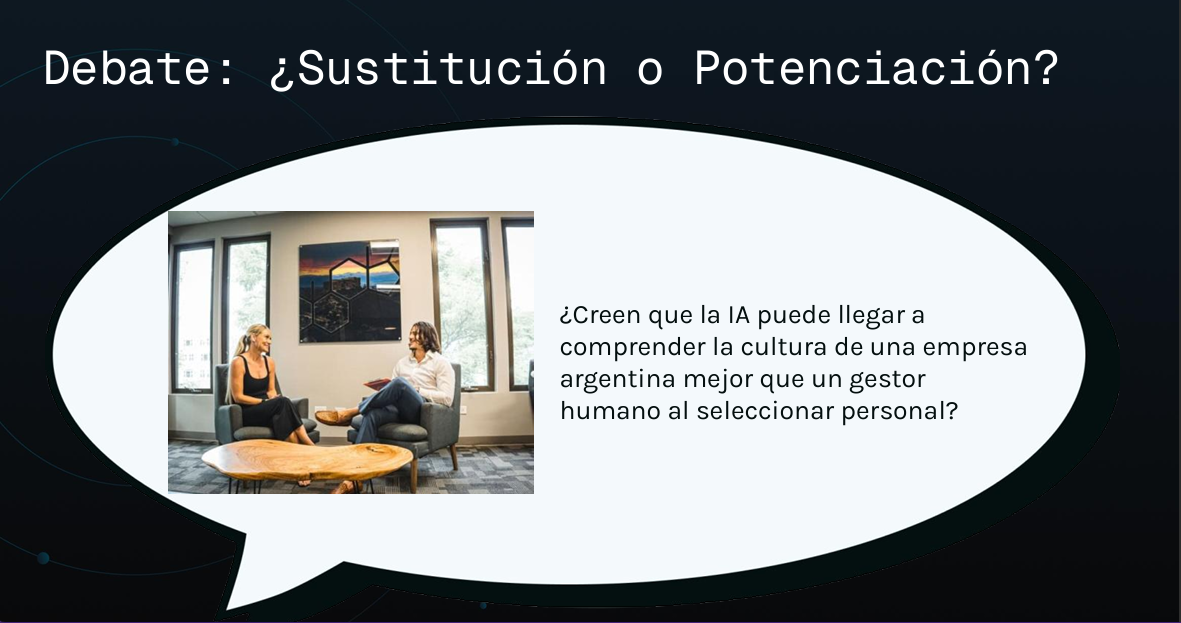 Debate: ¿Sustitución o Potenciación?
¿Creen que la IA puede llegar a
comprender la cultura de una empresa
argentina mejor que un gestor
humano al seleccionar personal?